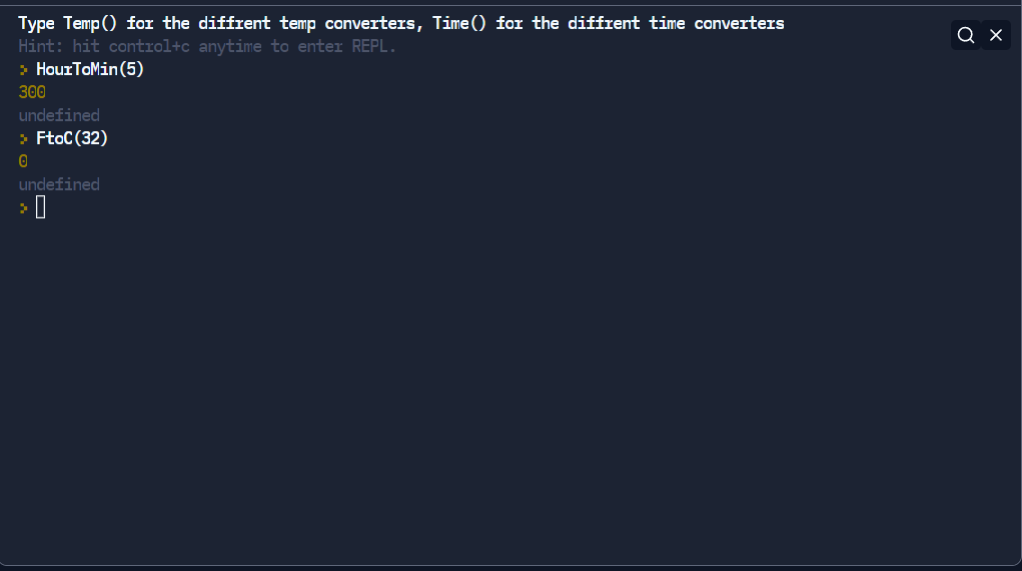 Type Temp() for the diffrent temp converters, Time() for the diffrent time converters
Hint: hit control+c anytime to enter REPL.
> HourToMin(5)
300
undefined
> FtoC(32)
0
undefined
>